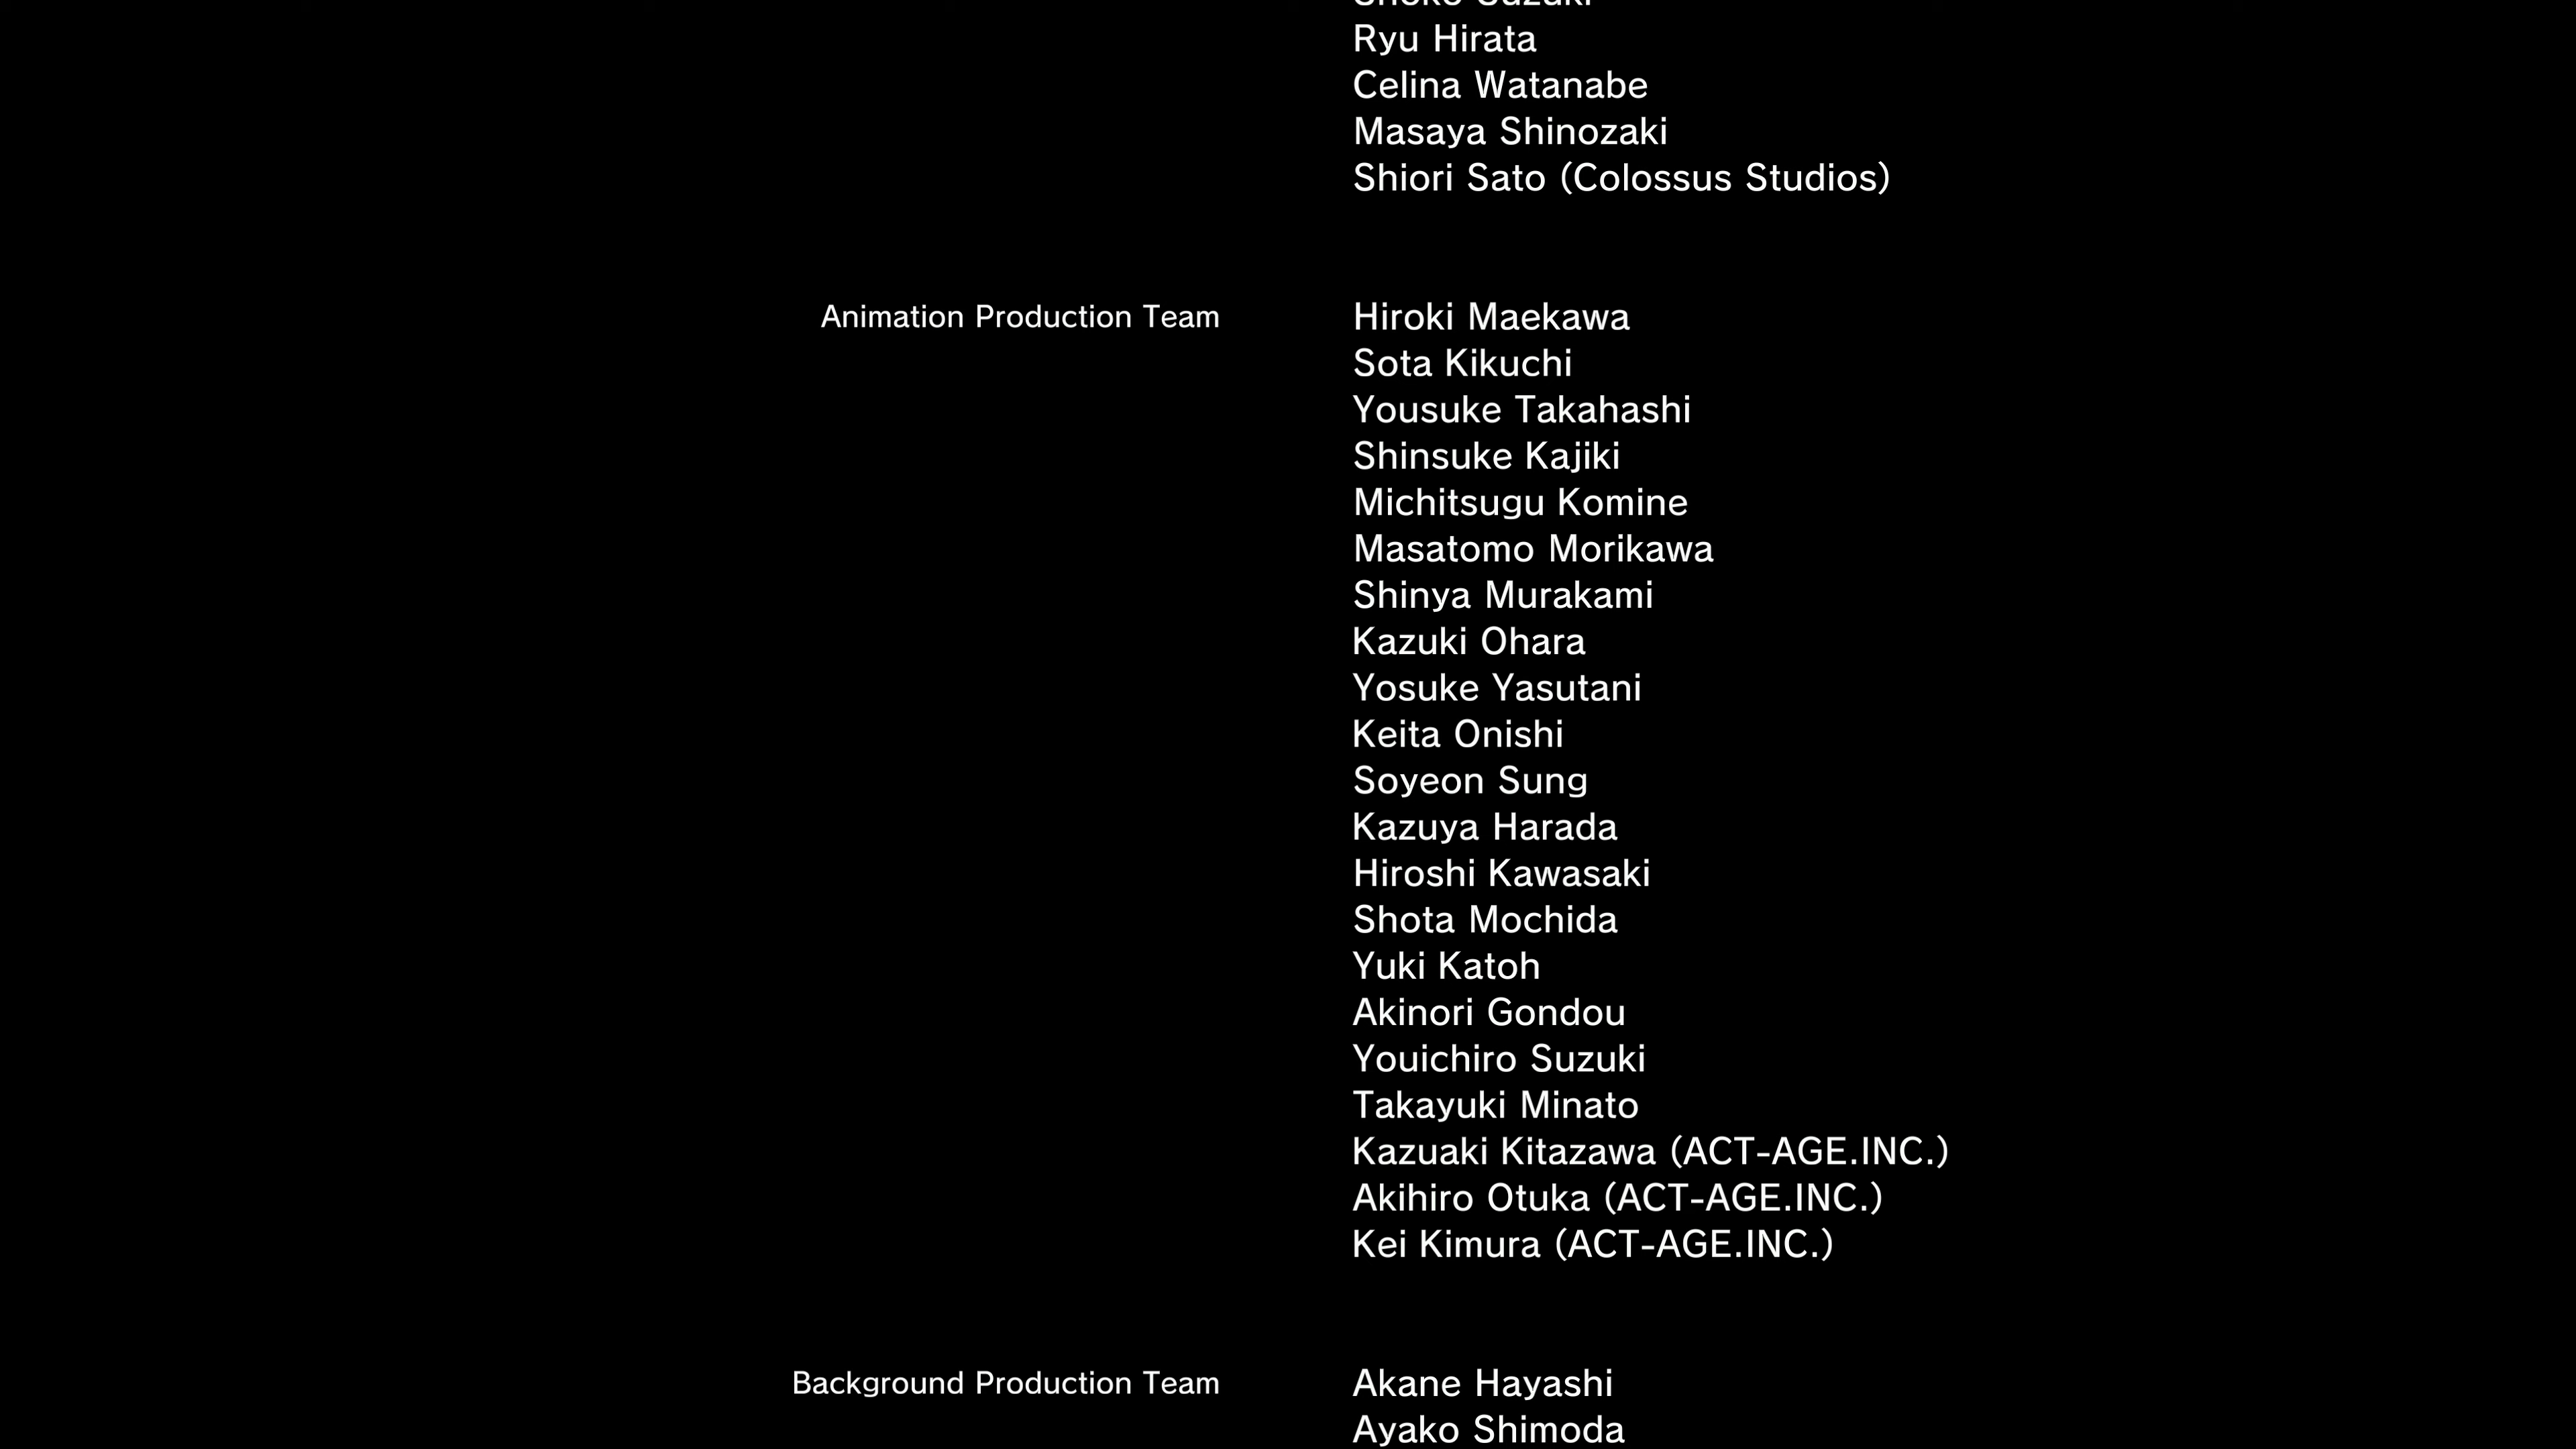 Shoko Suzuki
Ryu Hirata
Celina Watanabe
Masaya Shinozaki
Shiori Sato (Colossus Studios)
Animation Production Team
Hiroki Maekawa
Sota Kikuchi
Yousuke Takahashi
Shinsuke Kajiki
Michitsugu Komine
Masatomo Morikawa
Shinya Murakami
Kazuki Ohara
Yosuke Yasutani
Keita Onishi
Soyeon Sung
Kazuya Harada
Hiroshi Kawasaki
Shota Mochida
Yuki Katoh
Akinori Gondou
Youichiro Suzuki
Takayuki Minato
Kazuaki Kitazawa (ACT-AGE.INC.)
Akihiro Otuka (ACT-AGE.INC.)
Kei Kimura (ACT-AGE.INC.)
Background Production Team
Akane Hayashi
Ayako Shimoda